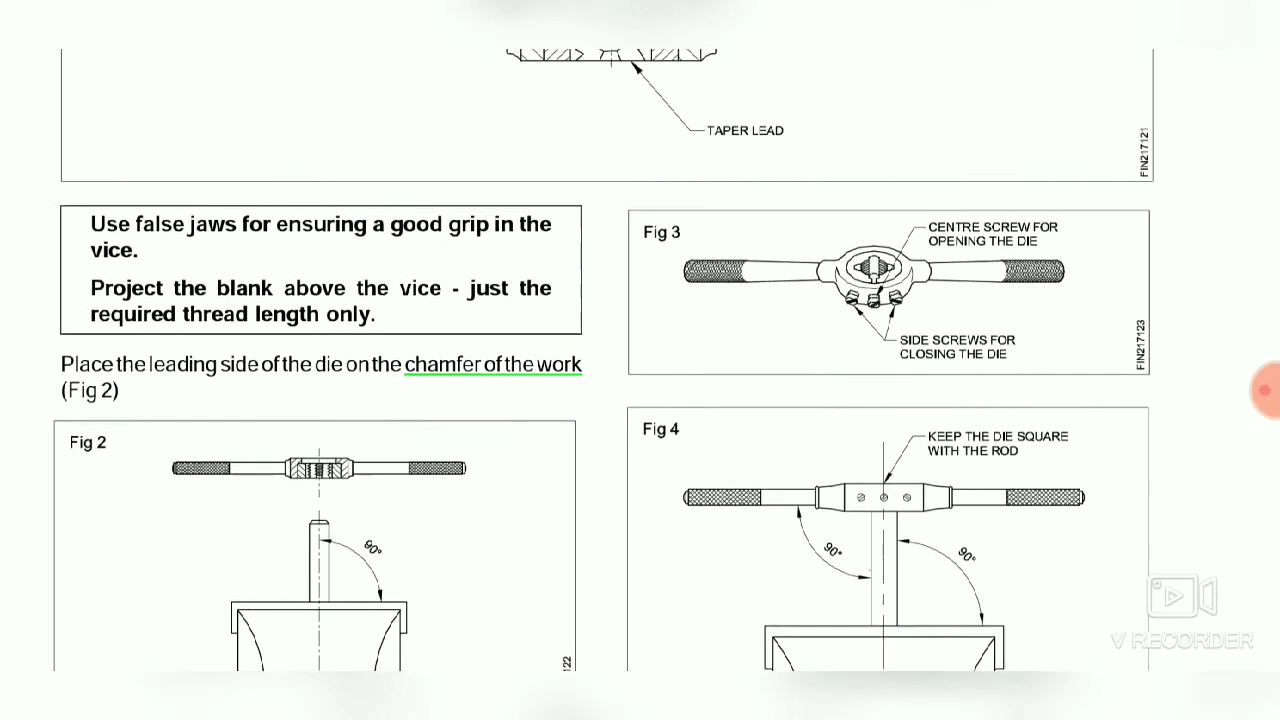 TAPER LEAD
FIN217121
Use false jaws for ensuring a good grip in the
vice.
Project the blank above the vice - just the
required thread length only.
Place the leading side of the die on the chamfer of the work
(Fig 2)
Fig 2
90°
122
Fig 3
CENTRE SCREW FOR
OPENING THE DIE
SIDE SCREWS FOR
CLOSING THE DIE
FIN217123
Fig 4
KEEP THE DIE SQUARE
WITH THE ROD
90°
90°
V RECORDER